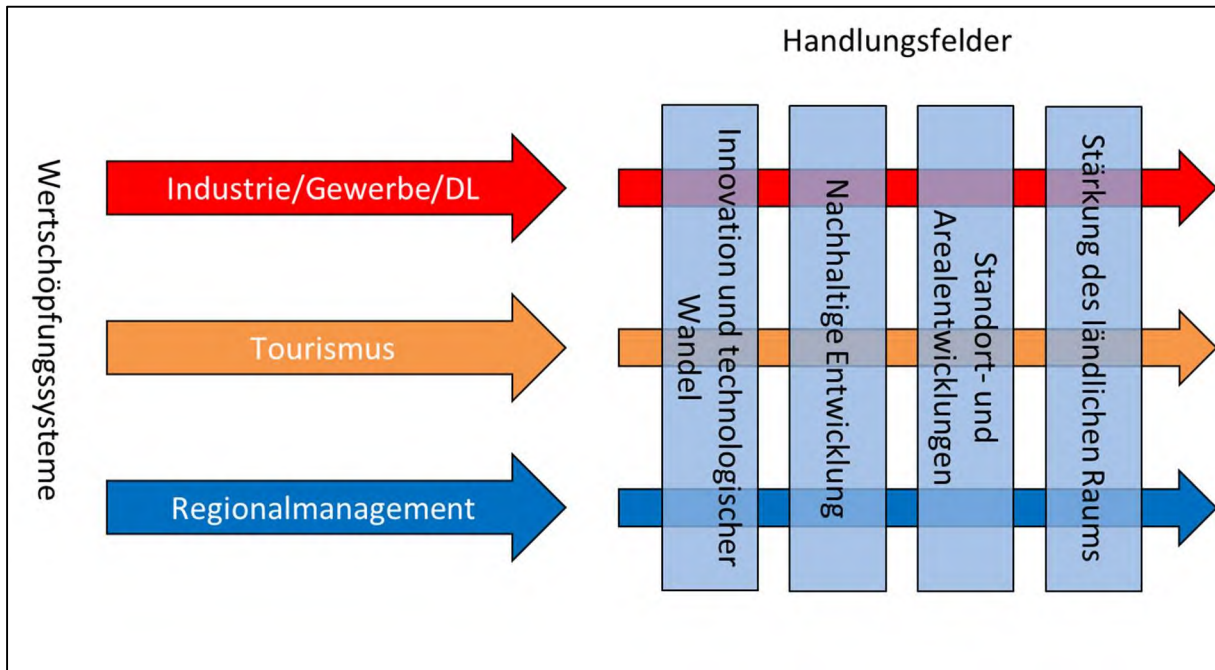 Handlungsfelder
Wertschöpfungssysteme
Industrie/Gewerbe/DL
Tourismus
Regionalmanagement
Innovation und technologischer
Wandel
Nachhaltige Entwicklung
Standort- und
Arealentwicklungen
Stärkung des ländlichen Raums